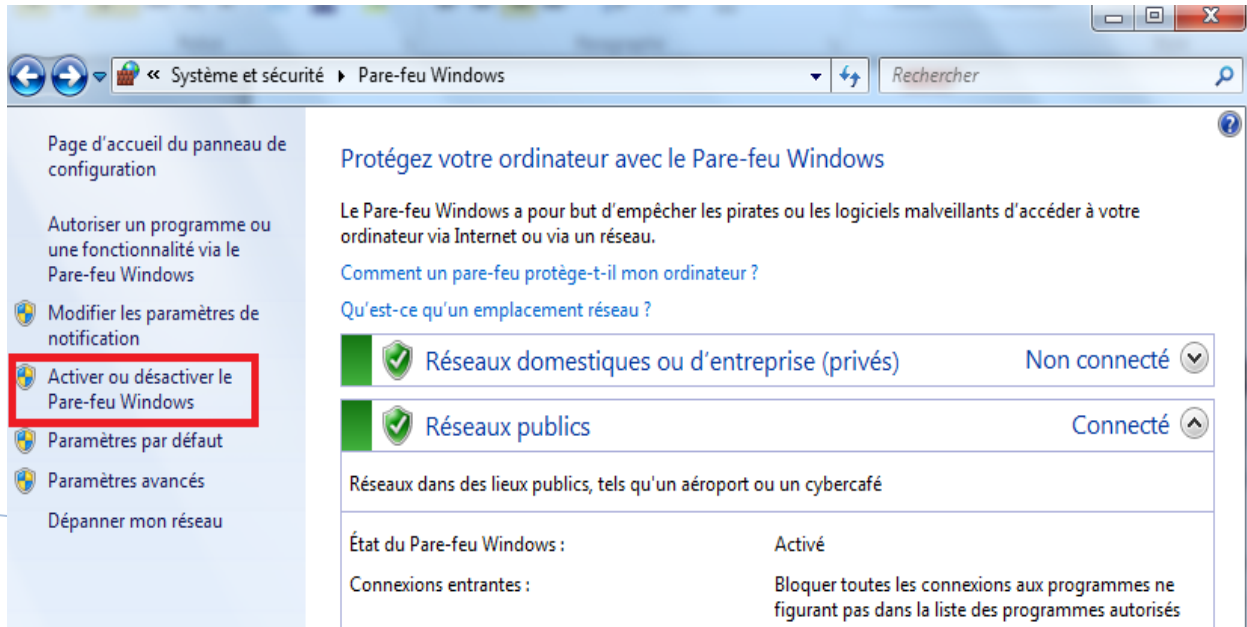 « Système et sécurité ▸ Pare-feu Windows
Rechercher
Page d'accueil du panneau de
configuration
Autoriser un programme ou
une fonctionnalité via le
Pare-feu Windows
Modifier les paramètres de
notification
Activer ou désactiver le
Pare-feu Windows
Paramètres par défaut
Paramètres avancés
Dépanner mon réseau
Protégez votre ordinateur avec le Pare-feu Windows
Le Pare-feu Windows a pour but d'empêcher les pirates ou les logiciels malveillants d'accéder à votre
ordinateur via Internet ou via un réseau.
Comment un pare-feu protège-t-il mon ordinateur ?
Qu'est-ce qu'un emplacement réseau ?
Réseaux domestiques ou d'entreprise (privés) Non connecté
Réseaux publics Connecté
Réseaux dans des lieux publics, tels qu'un aéroport ou un cybercafé
État du Pare-feu Windows : Activé
Connexions entrantes : Bloquer toutes les connexions aux programmes ne
figurant pas dans la liste des programmes autorisés